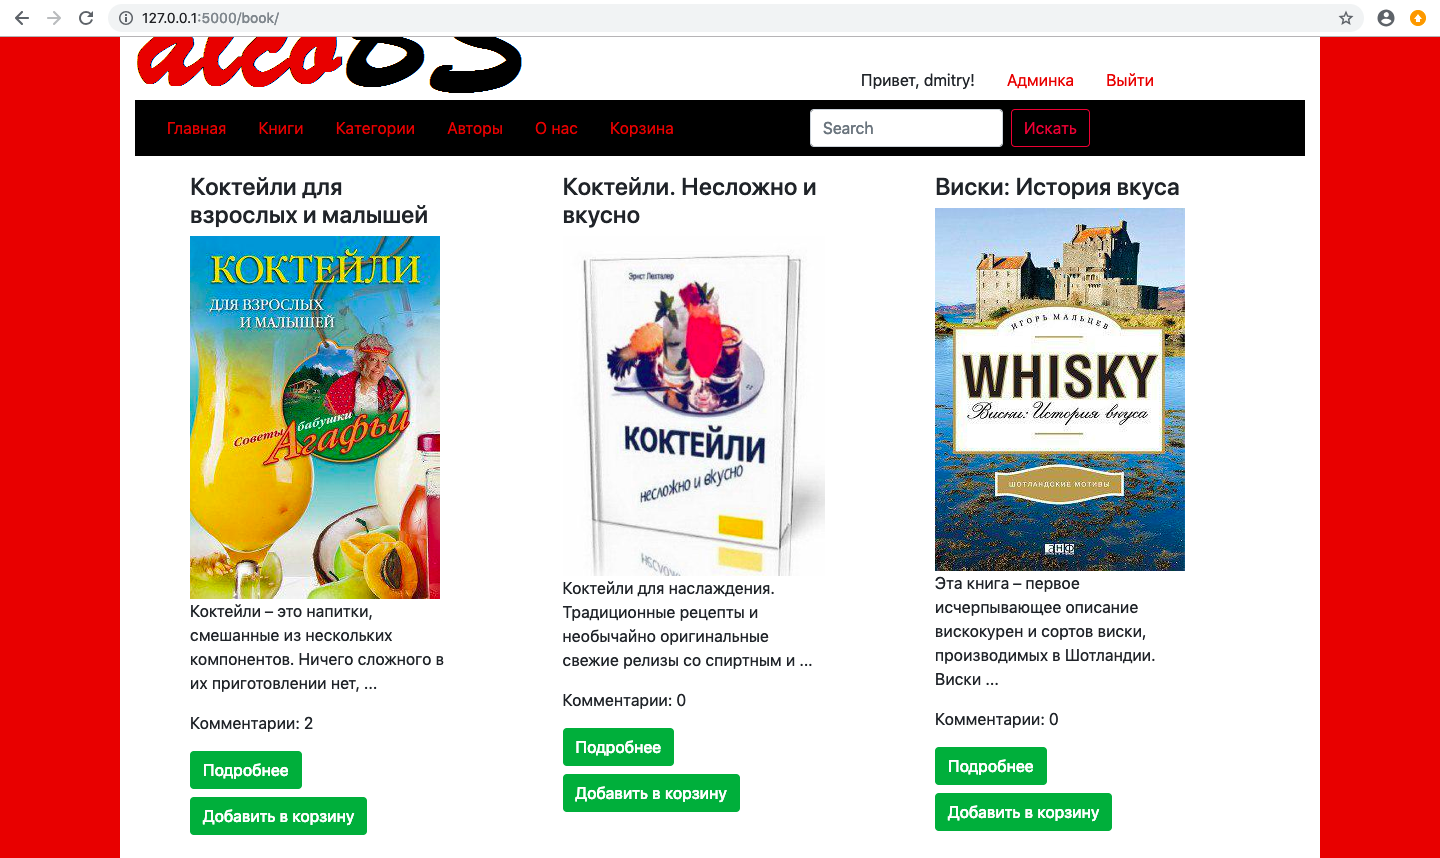 127.0.0.1:5000/book/
alcoBS
Привет, dmitry! Админка Выйти
Главная Книги Категории Авторы О нас Корзина Search Искать
Коктейли для
взрослых и малышей
КОКТЕЙЛИ
ДЛЯ ВЗРОСЛЫХ
И МАЛЫШЕЙ
Советы бабушки
Агафьи
Коктейли – это напитки,
смешанные из нескольких
компонентов. Ничего сложного в
их приготовлении нет, ...
Комментарии: 2
Подробнее
Добавить в корзину
Коктейли. Несложно и
вкусно
Эрнст Лехталер
КОКТЕЙЛИ
несложно и вкусно
Коктейли для наслаждения.
Традиционные рецепты и
необычайно оригинальные
свежие релизы со спиртным и ...
Комментарии: 0
Подробнее
Добавить в корзину
Виски: История вкуса
ИГОРЬ МАЛЬЦЕВ
WHISKY
Виски: История вкуса
ШОТЛАНДСКИЕ МОТИВЫ
Эта книга – первое
исчерпывающее описание
вискокурен и сортов виски,
производимых в Шотландии.
Виски ...
Комментарии: 0
Подробнее
Добавить в корзину